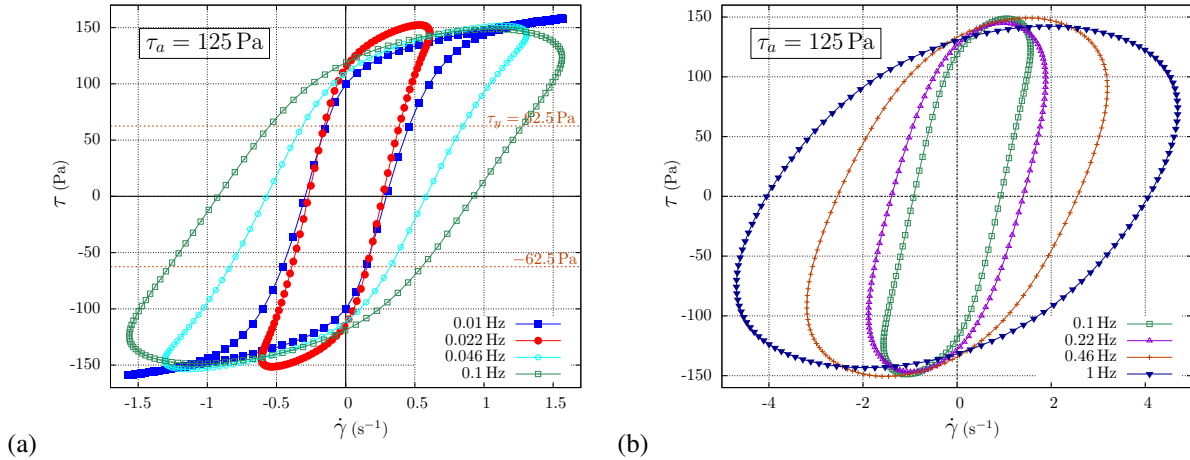 150
100
50
0
-50
-100
-150
τ (Pa)
τₐ = 125 Pa
τᵧ = 62.5 Pa
−62.5 Pa
0.01 Hz
0.022 Hz
0.046 Hz
0.1 Hz
-1.5 -1 -0.5 0 0.5 1 1.5
γ̇ (s⁻¹)
(a)
150
100
50
0
-50
-100
-150
τ (Pa)
τₐ = 125 Pa
0.1 Hz
0.22 Hz
0.46 Hz
1 Hz
-4 -2 0 2 4
γ̇ (s⁻¹)
(b)